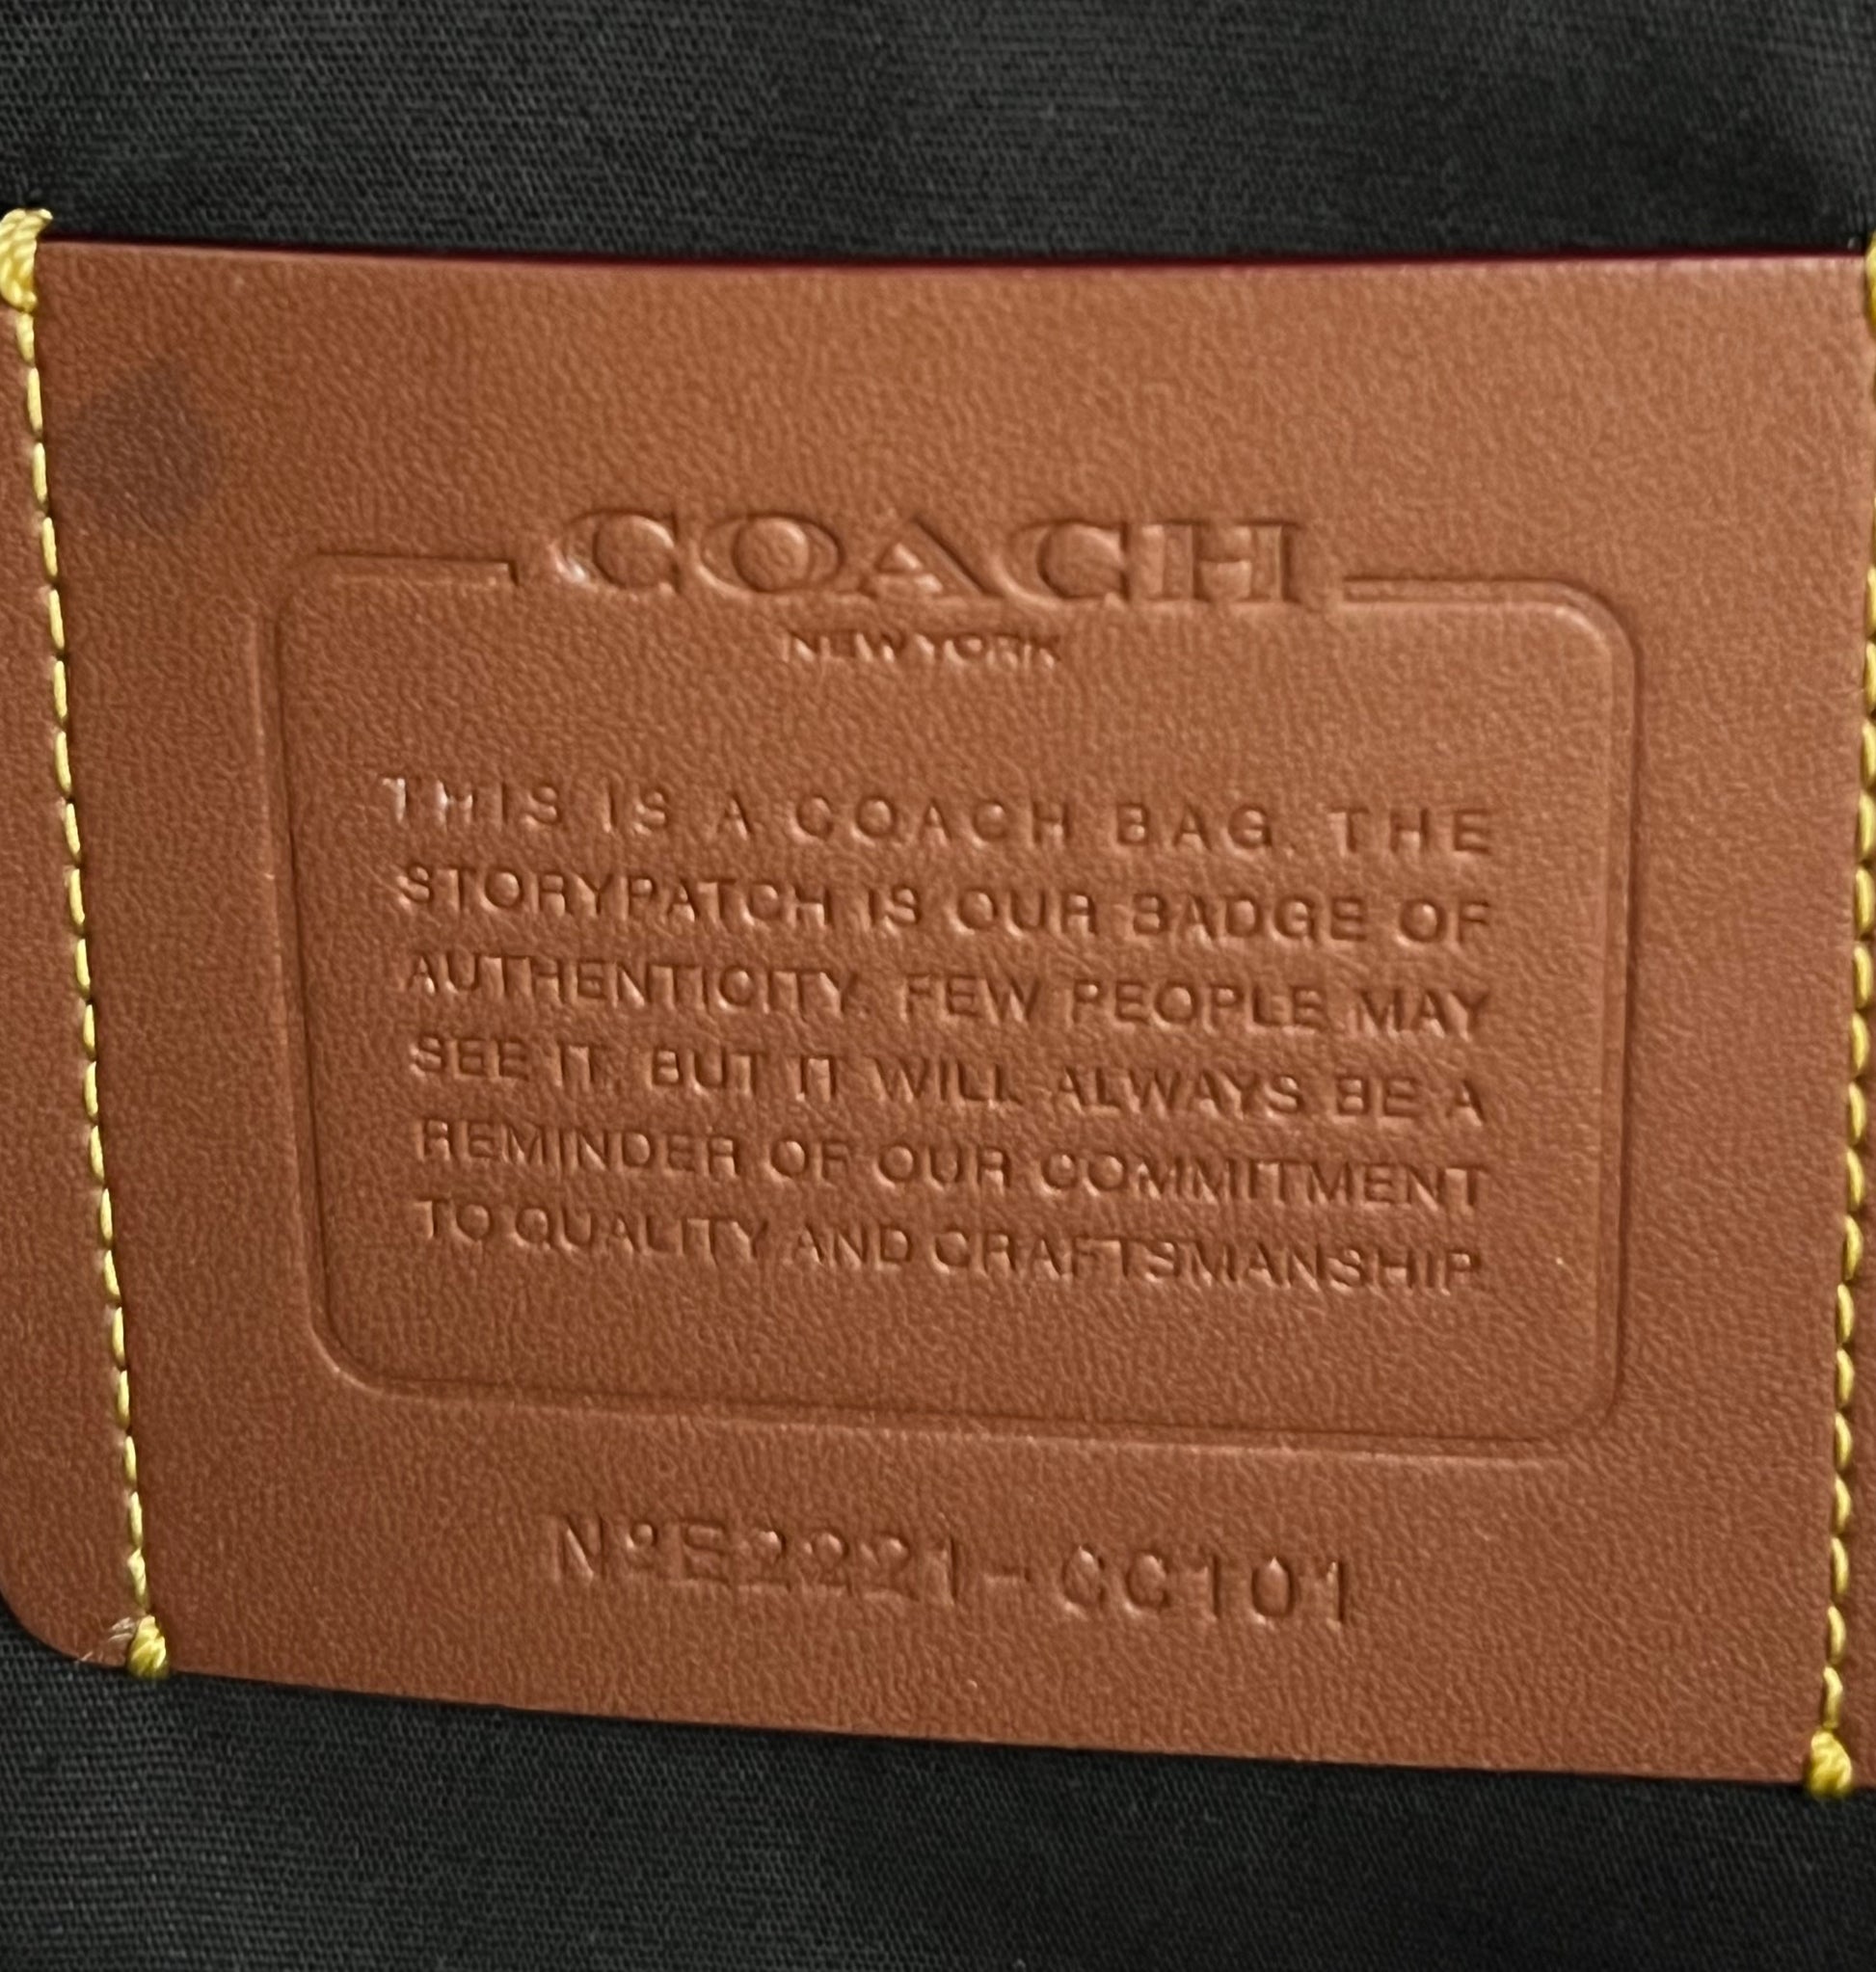 COACH
NEW YORK
THIS IS A COACH BAG. THE
STORYPATCH IS OUR BADGE OF
AUTHENTICITY. FEW PEOPLE MAY
SEE IT, BUT IT WILL ALWAYS BE A
REMINDER OF OUR COMMITMENT
TO QUALITY AND CRAFTSMANSHIP.
NºE2221-CC101